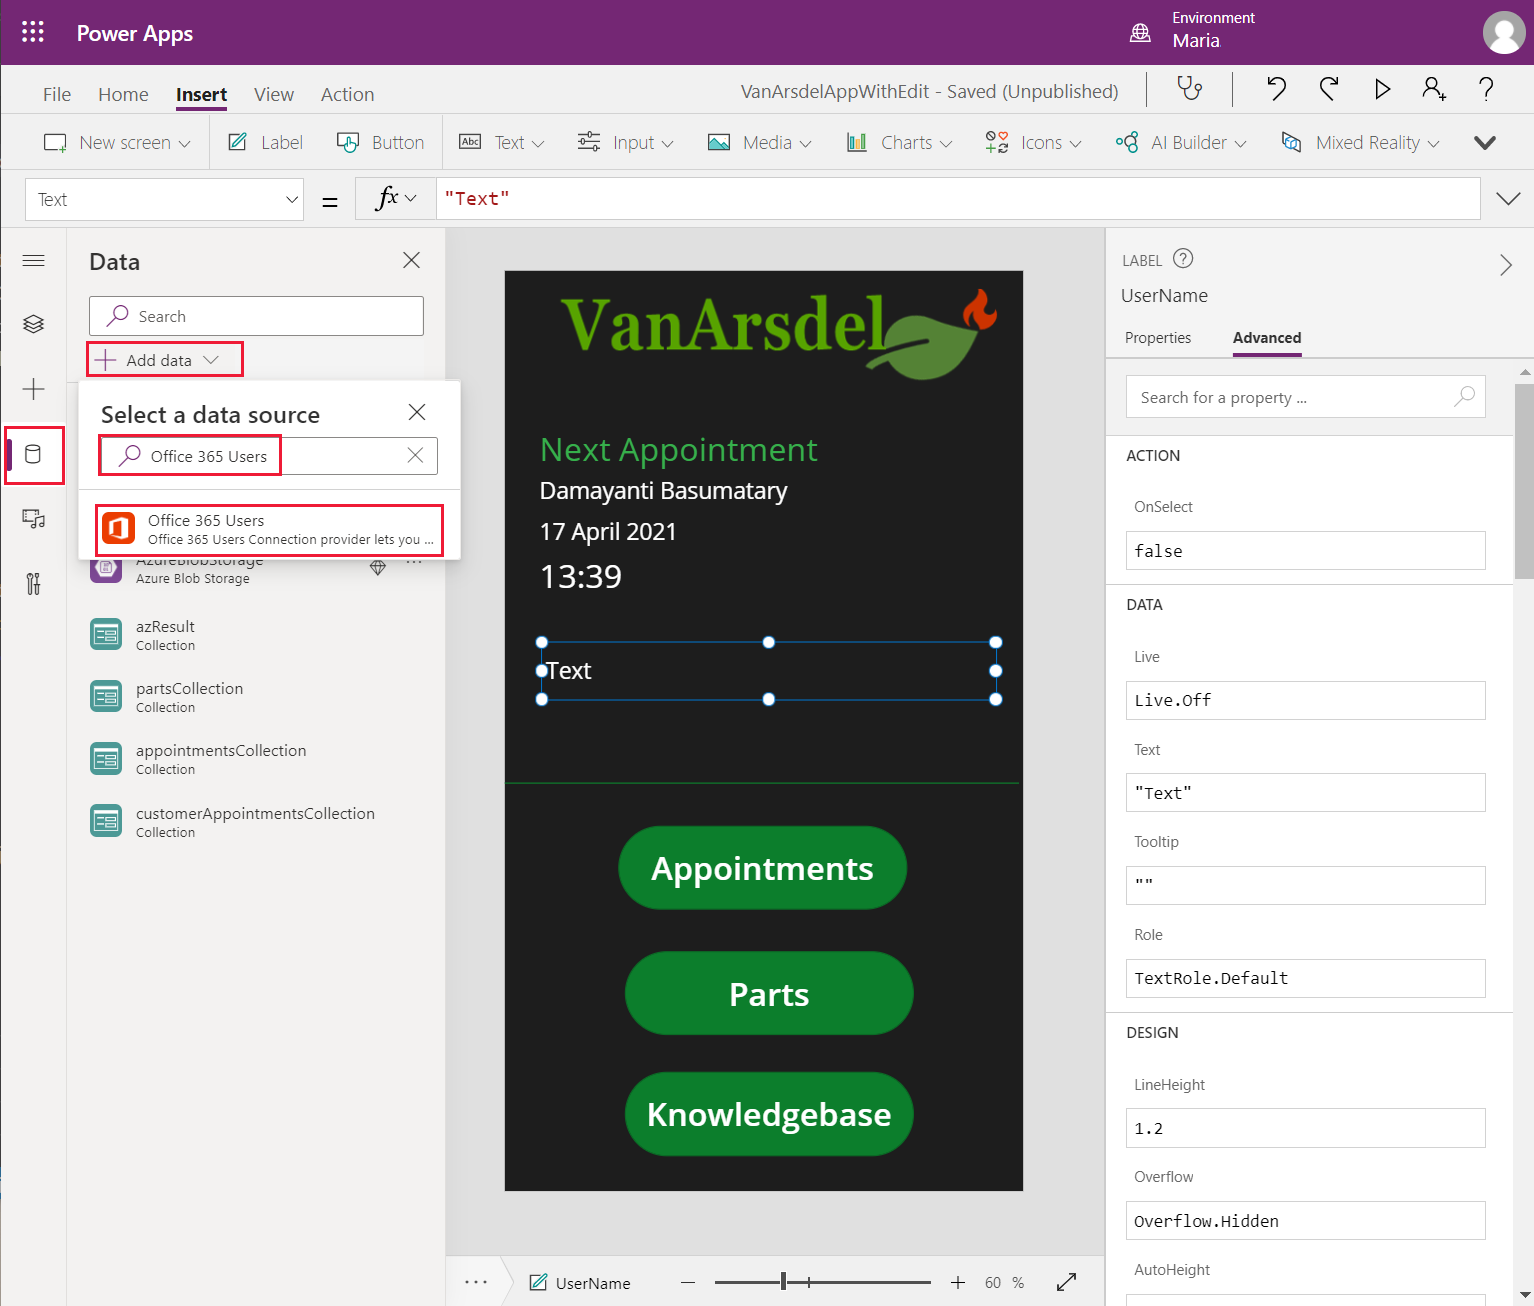 Power Apps
Environment
Maria
File Home Insert View Action
VanArsdelAppWithEdit - Saved (Unpublished)
New screen Label Button Text Input Media Charts Icons AI Builder Mixed Reality
Text
= fx "Text"
Data
Search
Add data
Select a data source
Office 365 Users
Office 365 Users
Office 365 Users Connection provider lets you ...
AzureBlobStorage
Azure Blob Storage
azResult
Collection
partsCollection
Collection
appointmentsCollection
Collection
customerAppointmentsCollection
Collection
VanArsdel
Next Appointment
Damayanti Basumatary
17 April 2021
13:39
Text
Appointments
Parts
Knowledgebase
UserName
60 %
LABEL
UserName
Properties Advanced
Search for a property ...
ACTION
OnSelect
false
DATA
Live
Live.Off
Text
"Text"
Tooltip
""
Role
TextRole.Default
DESIGN
LineHeight
1.2
Overflow
Overflow.Hidden
AutoHeight